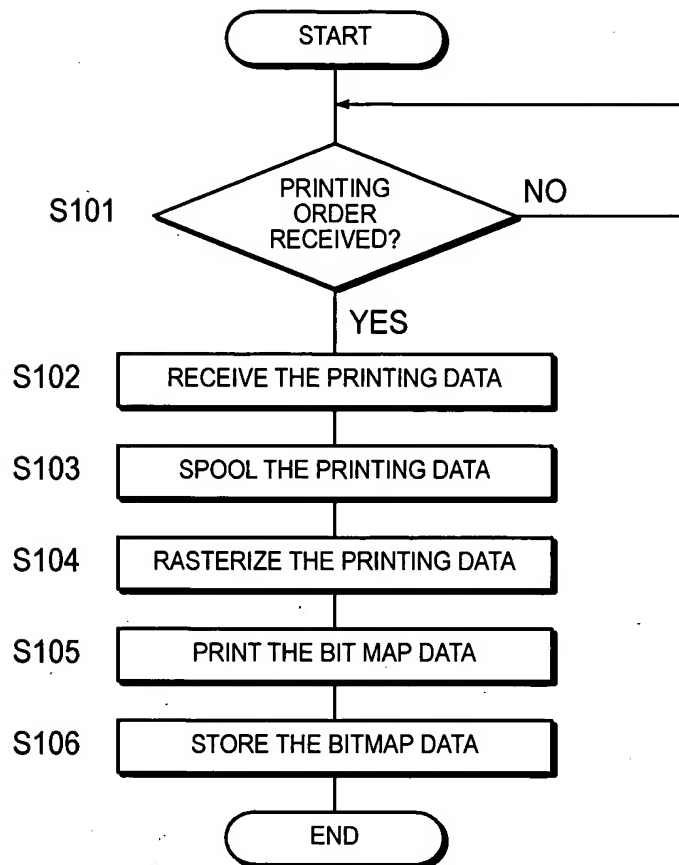 START
S101
PRINTING
ORDER
RECEIVED?
NO
YES
S102
RECEIVE THE PRINTING DATA
S103
SPOOL THE PRINTING DATA
S104
RASTERIZE THE PRINTING DATA
S105
PRINT THE BIT MAP DATA
S106
STORE THE BITMAP DATA
END